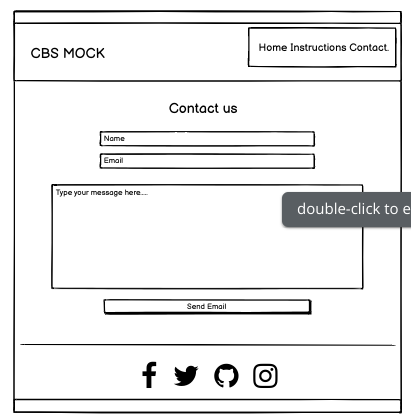 CBS MOCK
Home Instructions Contact.
Contact us
Name
Email
Type your message here....
double-click to e
Send Email